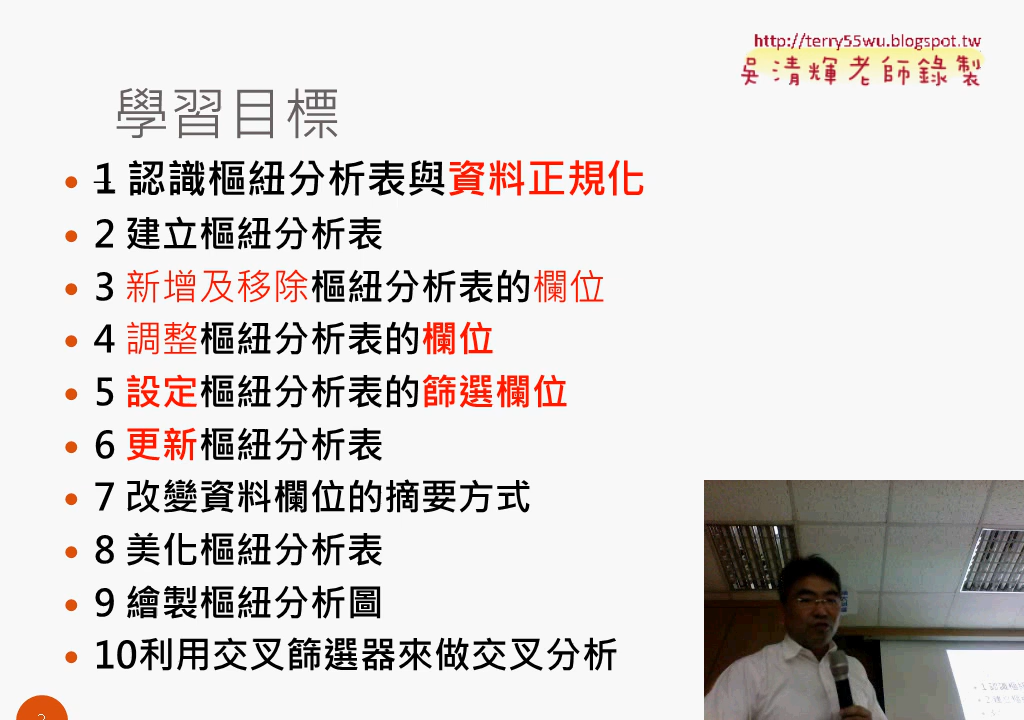 http://terry55wu.blogspot.tw
吳清輝老師錄製
學習目標
1 認識樞紐分析表與資料正規化
2 建立樞紐分析表
3 新增及移除樞紐分析表的欄位
4 調整樞紐分析表的欄位
5 設定樞紐分析表的篩選欄位
6 更新樞紐分析表
7 改變資料欄位的摘要方式
8 美化樞紐分析表
9 繪製樞紐分析圖
10利用交叉篩選器來做交叉分析
2